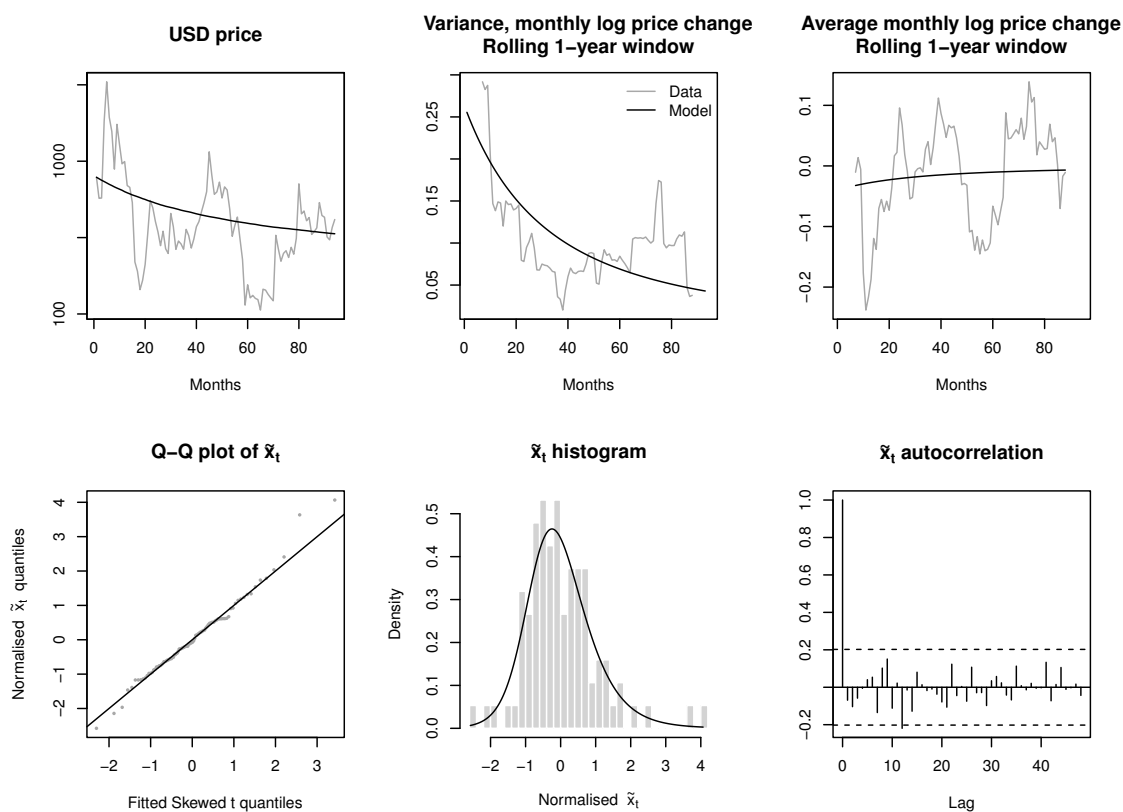 USD price
1000
100
0 20 40 60 80
Months
Variance, monthly log price change
Rolling 1−year window
0.25
0.15
0.05
Data
Model
0 20 40 60 80
Months
Average monthly log price change
Rolling 1−year window
0.1
0.0
−0.1
−0.2
0 20 40 60 80
Months
Q−Q plot of x̃t
Normalised x̃t quantiles
4
3
2
1
0
−1
−2
−2 −1 0 1 2 3
Fitted Skewed t quantiles
x̃t histogram
Density
0.5
0.4
0.3
0.2
0.1
0.0
−2 −1 0 1 2 3 4
Normalised x̃t
x̃t autocorrelation
1.0
0.8
0.6
0.4
0.2
0
−0.2
0 10 20 30 40
Lag